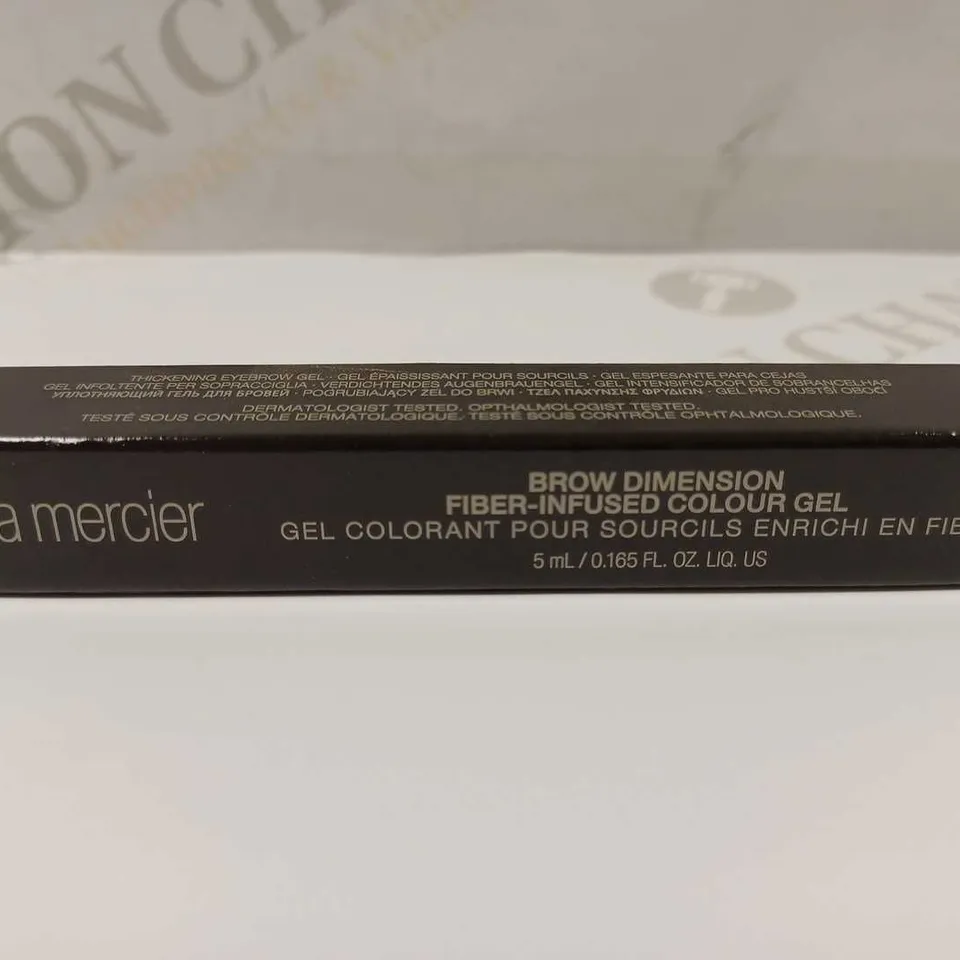 THICKENING EYEBROW GEL · GEL ÉPAISSISSANT POUR SOURCILS · GEL ESPESANTE PARA CEJAS
GEL INFOLTENTE PER SOPRACCIGLIA · VERDICHTENDES AUGENBRAUENGEL · GEL INTENSIFICADOR DE SOBRANCELHAS
УПЛОТНЯЮЩИЙ ГЕЛЬ ДЛЯ БРОВЕЙ · POGRUBIAJĄCY ŻEL DO BRWI · ΤΖΕΛ ΠΑΧΥΝΣΗΣ ΦΡΥΔΙΩΝ · GEL PRO HUSTŠÍ OBOČÍ
DERMATOLOGIST TESTED. OPTHALMOLOGIST TESTED.
TESTÉ SOUS CONTRÔLE DERMATOLOGIQUE. TESTÉ SOUS CONTRÔLE OPHTALMOLOGIQUE.
a mercier
BROW DIMENSION
FIBER-INFUSED COLOUR GEL
GEL COLORANT POUR SOURCILS ENRICHI EN FIB
5 mL / 0.165 FL. OZ. LIQ. US